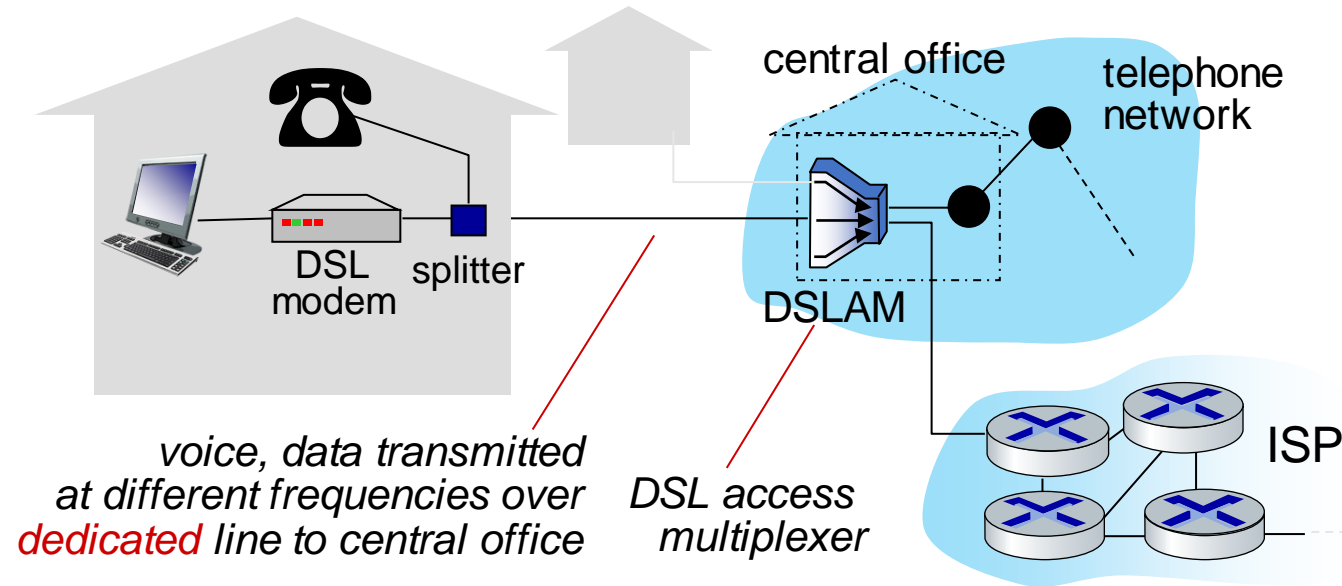 central office
telephone
network
DSL
modem
splitter
DSLAM
ISP
voice, data transmitted
at different frequencies over
dedicated line to central office
DSL access
multiplexer